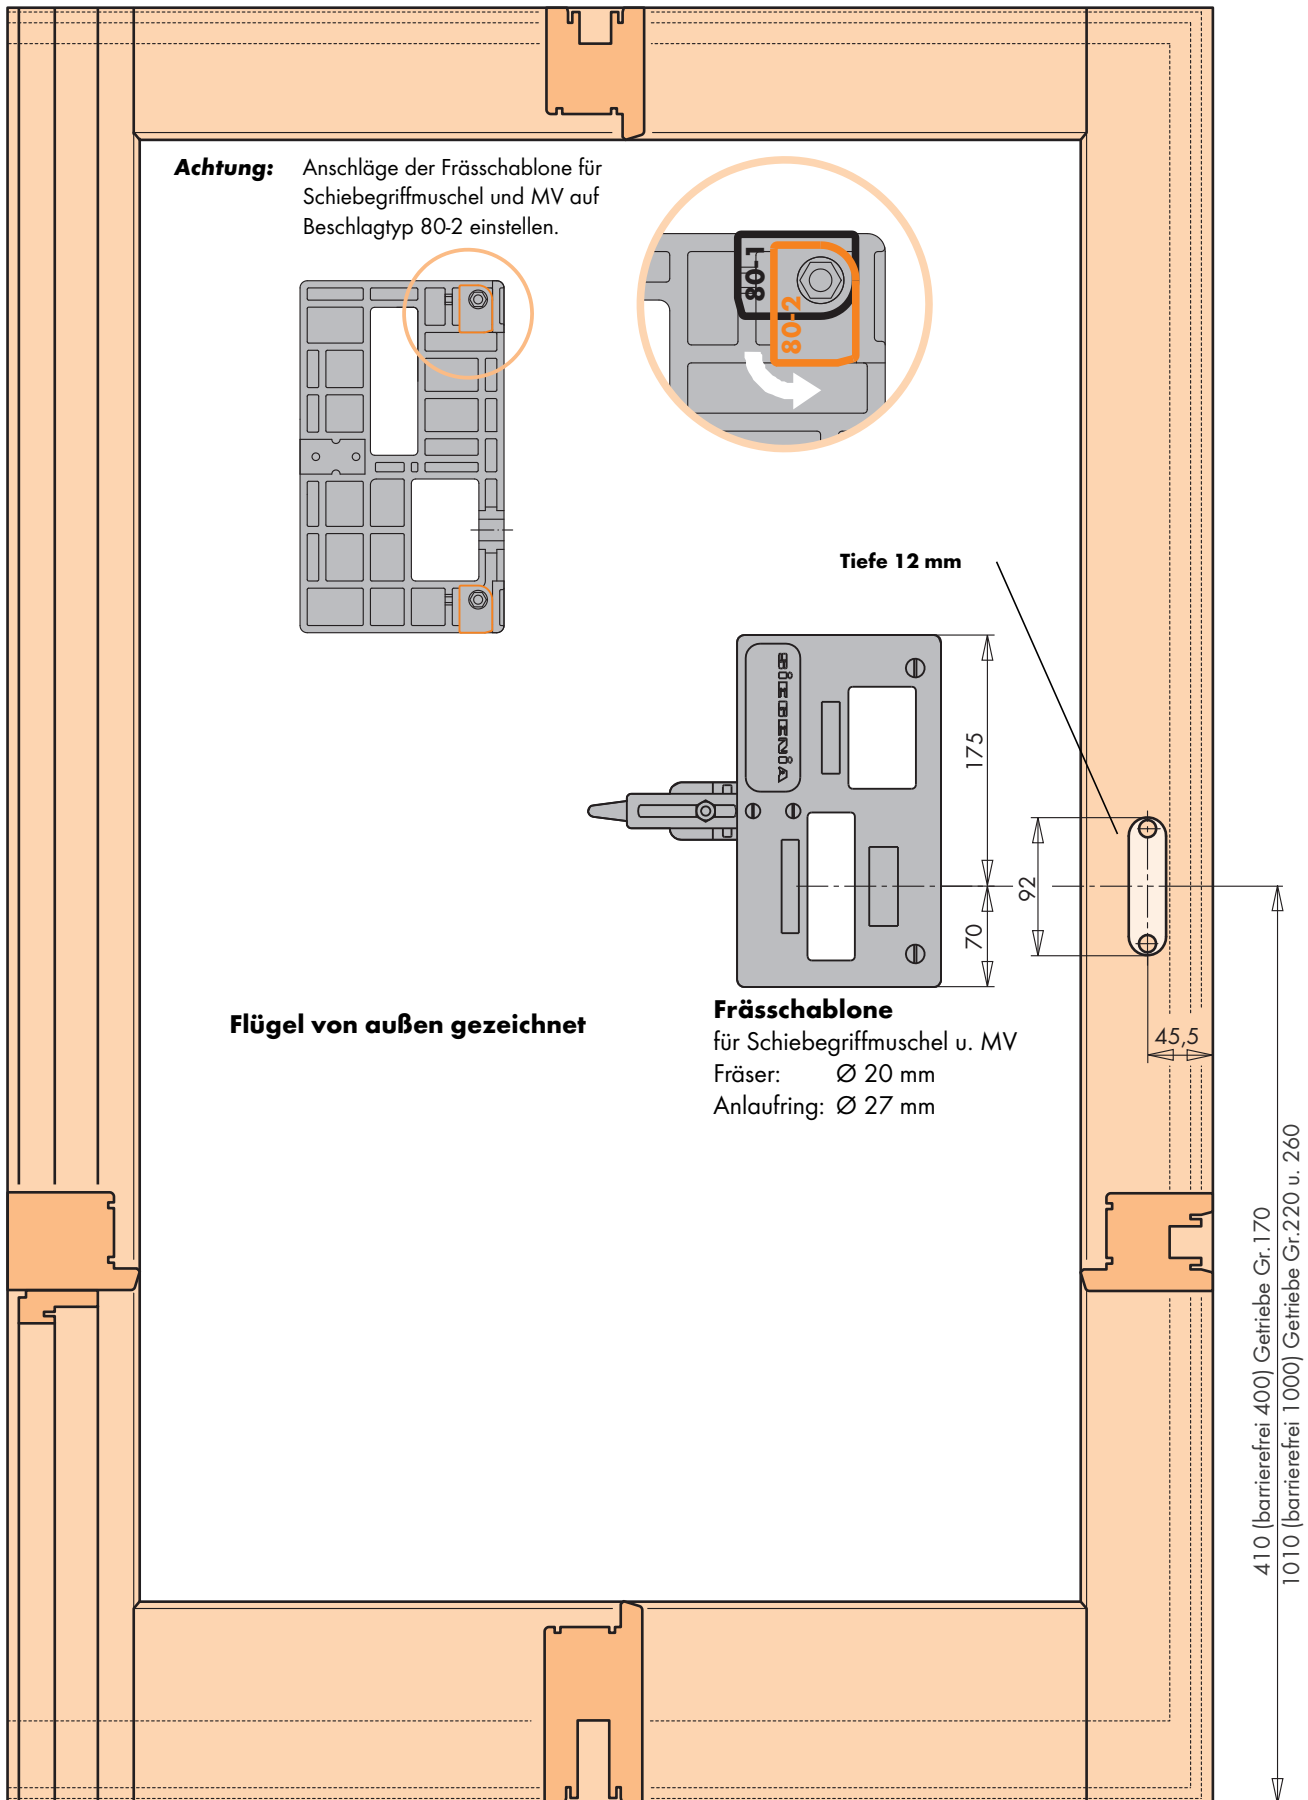 Achtung: Anschläge der Frässchablone für
Schiebegriffmuschel und MV auf
Beschlagtyp 80-2 einstellen.
80-1
80-2
Tiefe 12 mm
SIEGENIA
175
92
70
Flügel von außen gezeichnet
Frässchablone
für Schiebegriffmuschel u. MV
Fräser: Ø 20 mm
Anlaufring: Ø 27 mm
45,5
410 (barrierefrei 400) Getriebe Gr.170
1010 (barrierefrei 1000) Getriebe Gr.220 u. 260